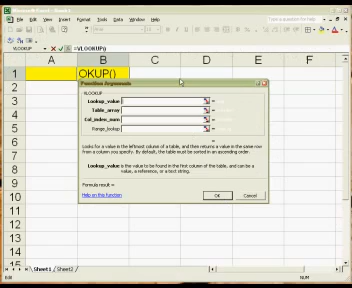 Microsoft Excel - Book1
File Edit View Insert Format Tools Data Window Help
Type a question for help
VLOOKUP =VLOOKUP()
A B C D E F
1 OKUP()
2
3
4
5
6
7
8
9
10
11
12
13
14
15
Function Arguments
VLOOKUP
Lookup_value =
Table_array =
Col_index_num =
Range_lookup =
=
Looks for a value in the leftmost column of a table, and then returns a value in the same row
from a column you specify. By default, the table must be sorted in an ascending order.
Lookup_value is the value to be found in the first column of the table, and can be a
value, a reference, or a text string.
Formula result =
Help on this function
OK Cancel
Sheet1 / Sheet2 /
Edit NUM